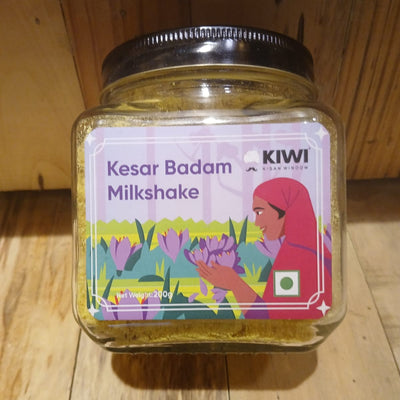 Kesar Badam
Milkshake
KIWI
KISAN WINDOW
Net Weight: 200g